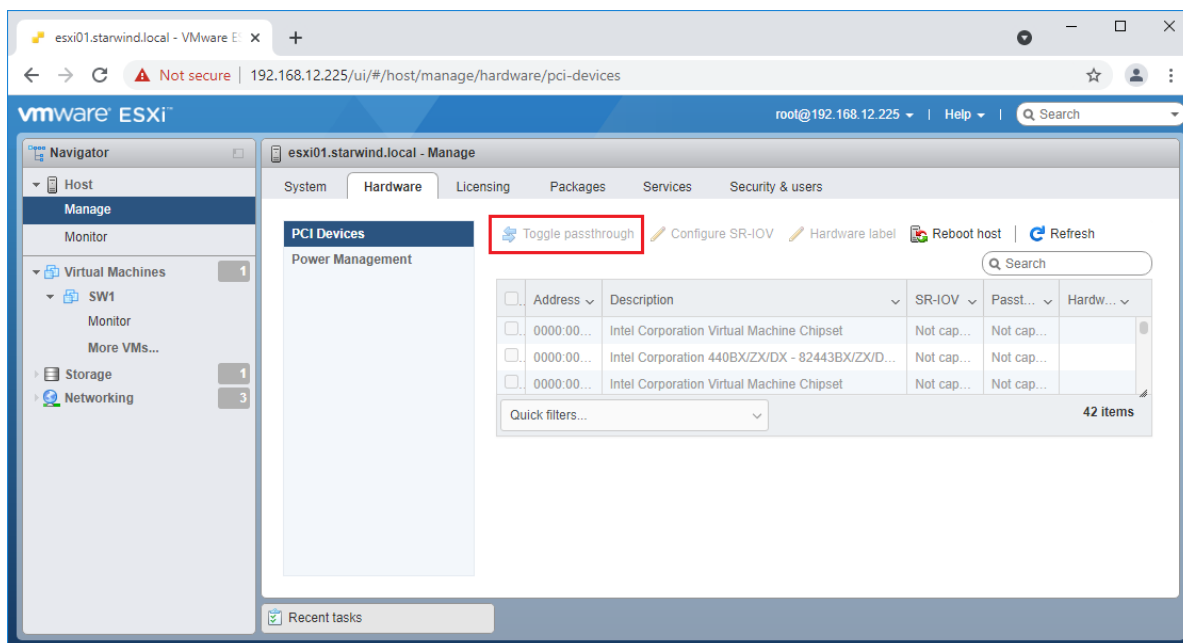 esxi01.starwind.local - VMware E
Not secure | 192.168.12.225/ui/#/host/manage/hardware/pci-devices
vmware ESXi™
root@192.168.12.225 | Help | Search
Navigator
esxi01.starwind.local - Manage
Host
Manage
Monitor
Virtual Machines 1
SW1
Monitor
More VMs...
Storage 1
Networking 3
System Hardware Licensing Packages Services Security & users
PCI Devices
Power Management
Toggle passthrough Configure SR-IOV Hardware label Reboot host | Refresh
Search
Address Description SR-IOV Passt... Hardw...
0000:00... Intel Corporation Virtual Machine Chipset Not cap... Not cap...
0000:00... Intel Corporation 440BX/ZX/DX - 82443BX/ZX/D... Not cap... Not cap...
0000:00... Intel Corporation Virtual Machine Chipset Not cap... Not cap...
Quick filters... 42 items
Recent tasks